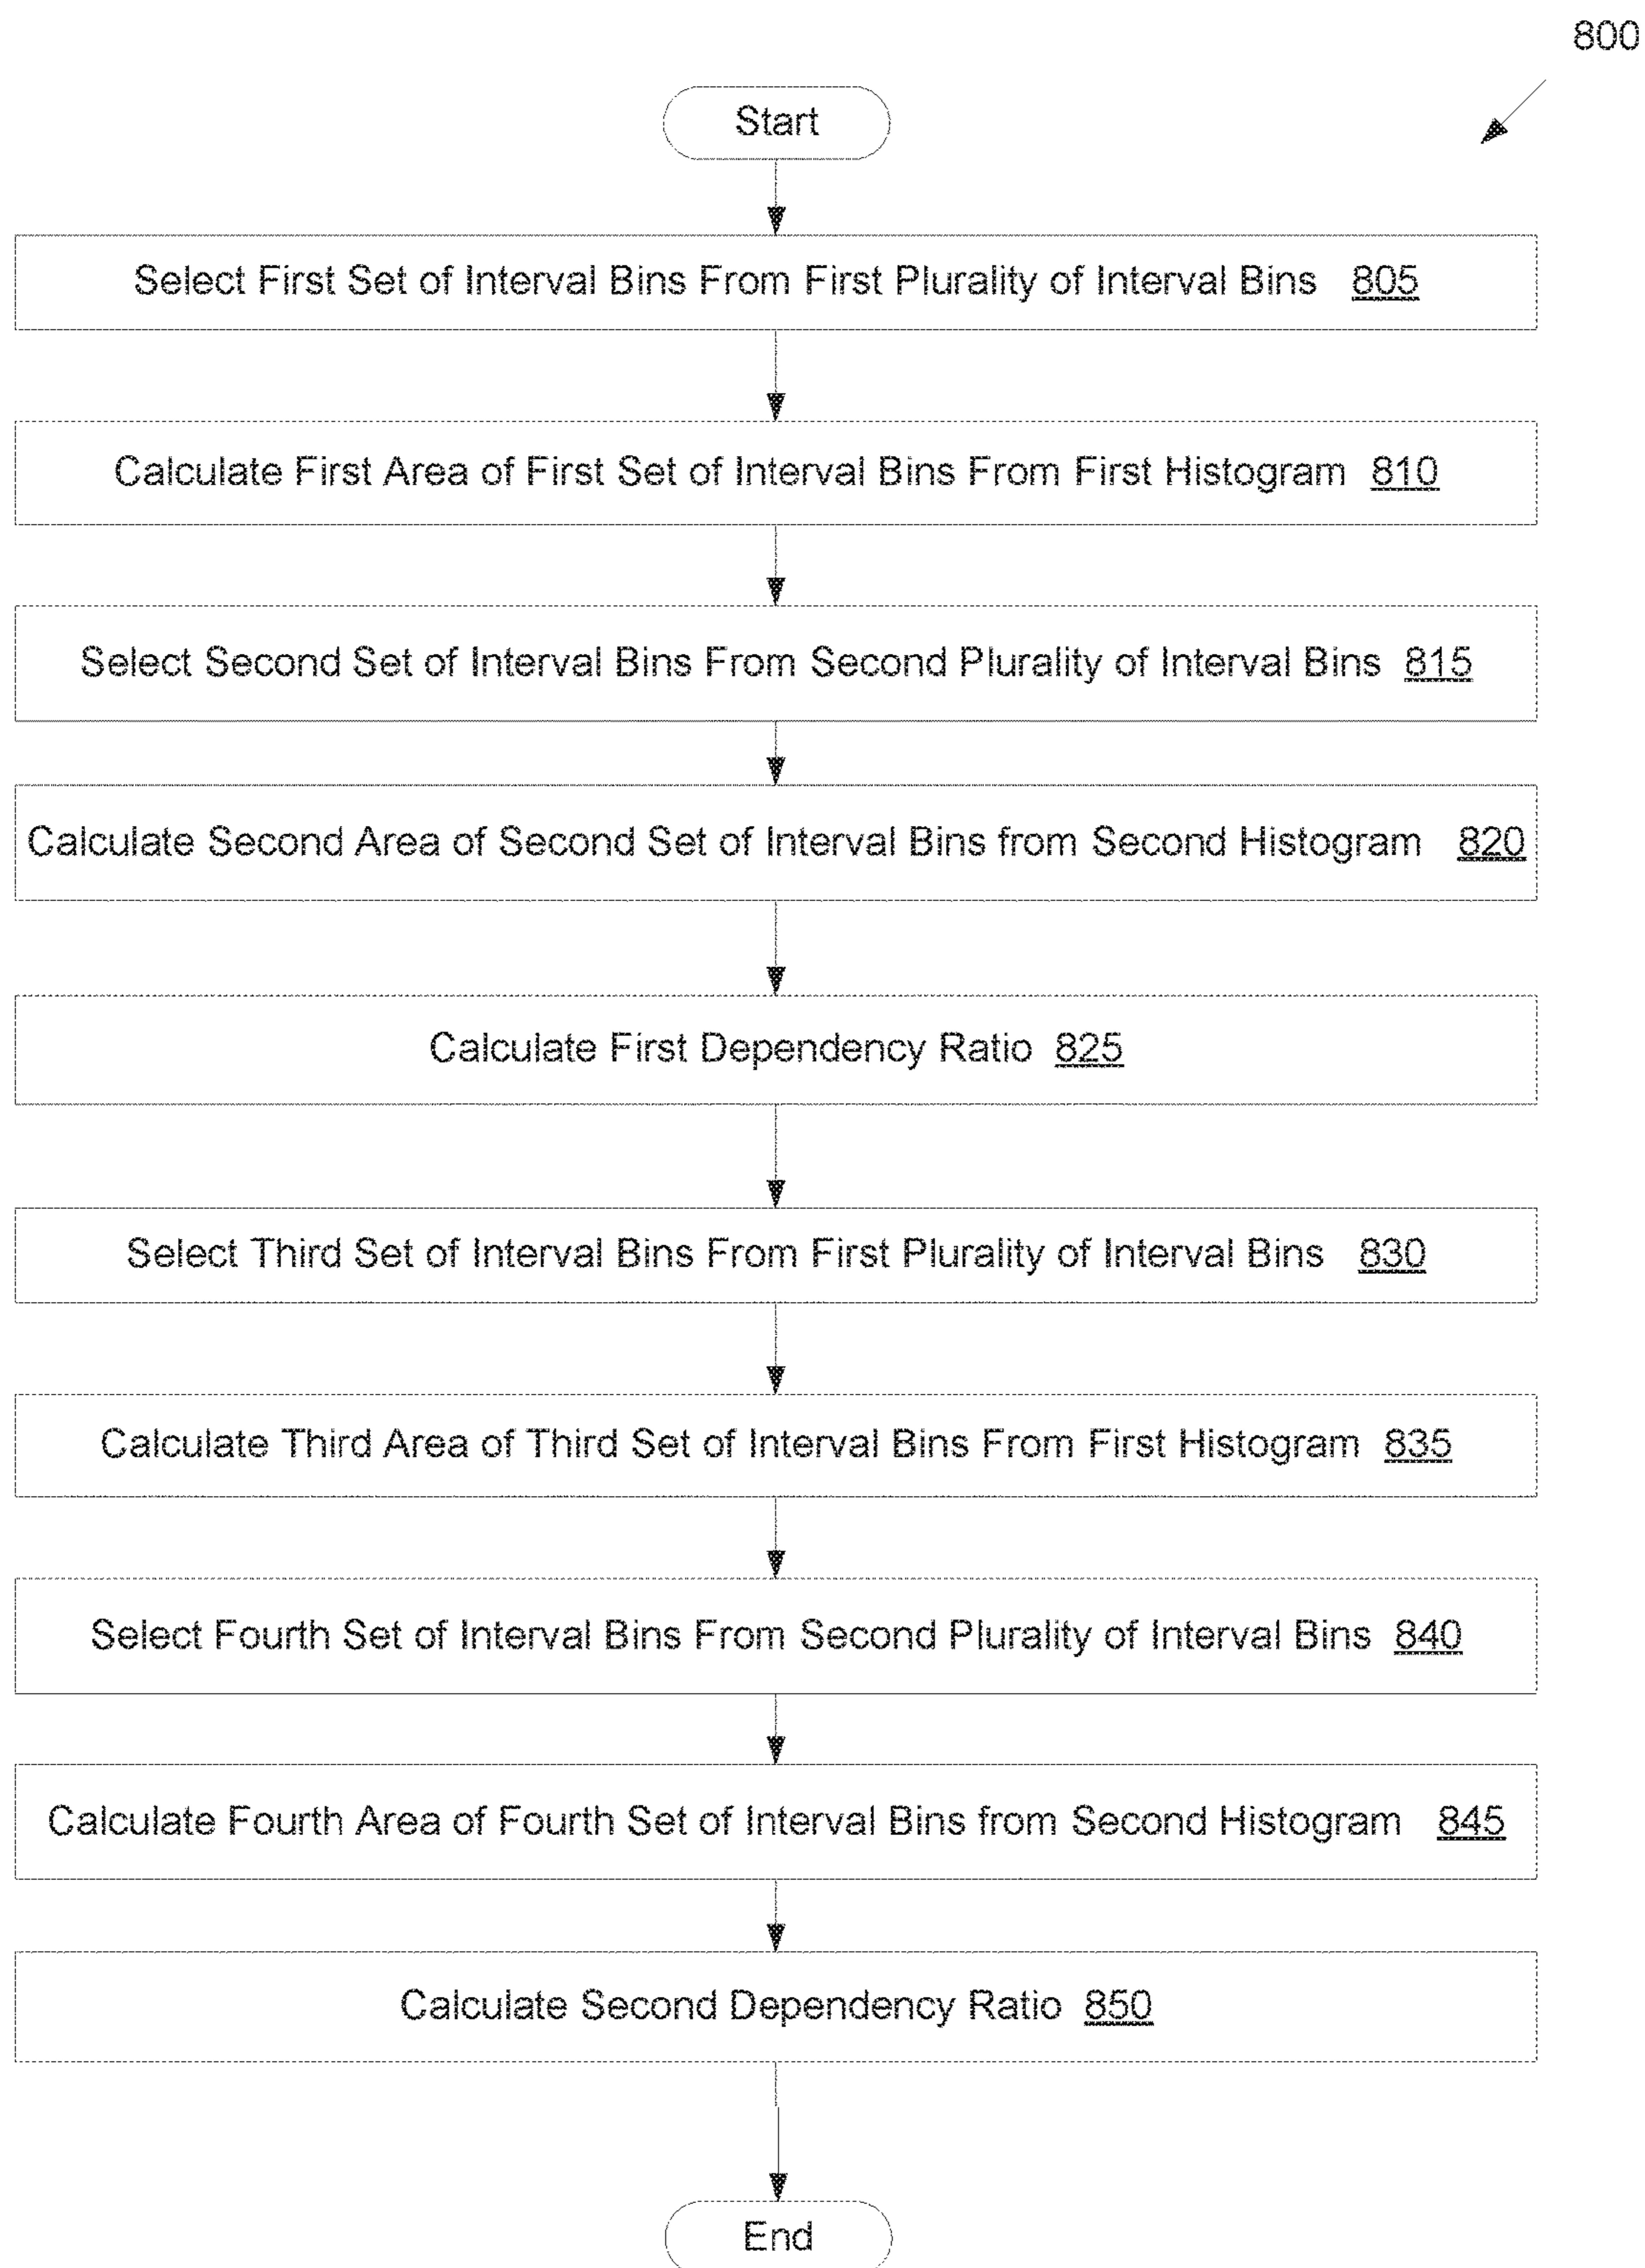 800
Start
Select First Set of Interval Bins From First Plurality of Interval Bins 805
Calculate First Area of First Set of Interval Bins From First Histogram 810
Select Second Set of Interval Bins From Second Plurality of Interval Bins 815
Calculate Second Area of Second Set of Interval Bins from Second Histogram 820
Calculate First Dependency Ratio 825
Select Third Set of Interval Bins From First Plurality of Interval Bins 830
Calculate Third Area of Third Set of Interval Bins From First Histogram 835
Select Fourth Set of Interval Bins From Second Plurality of Interval Bins 840
Calculate Fourth Area of Fourth Set of Interval Bins from Second Histogram 845
Calculate Second Dependency Ratio 850
End